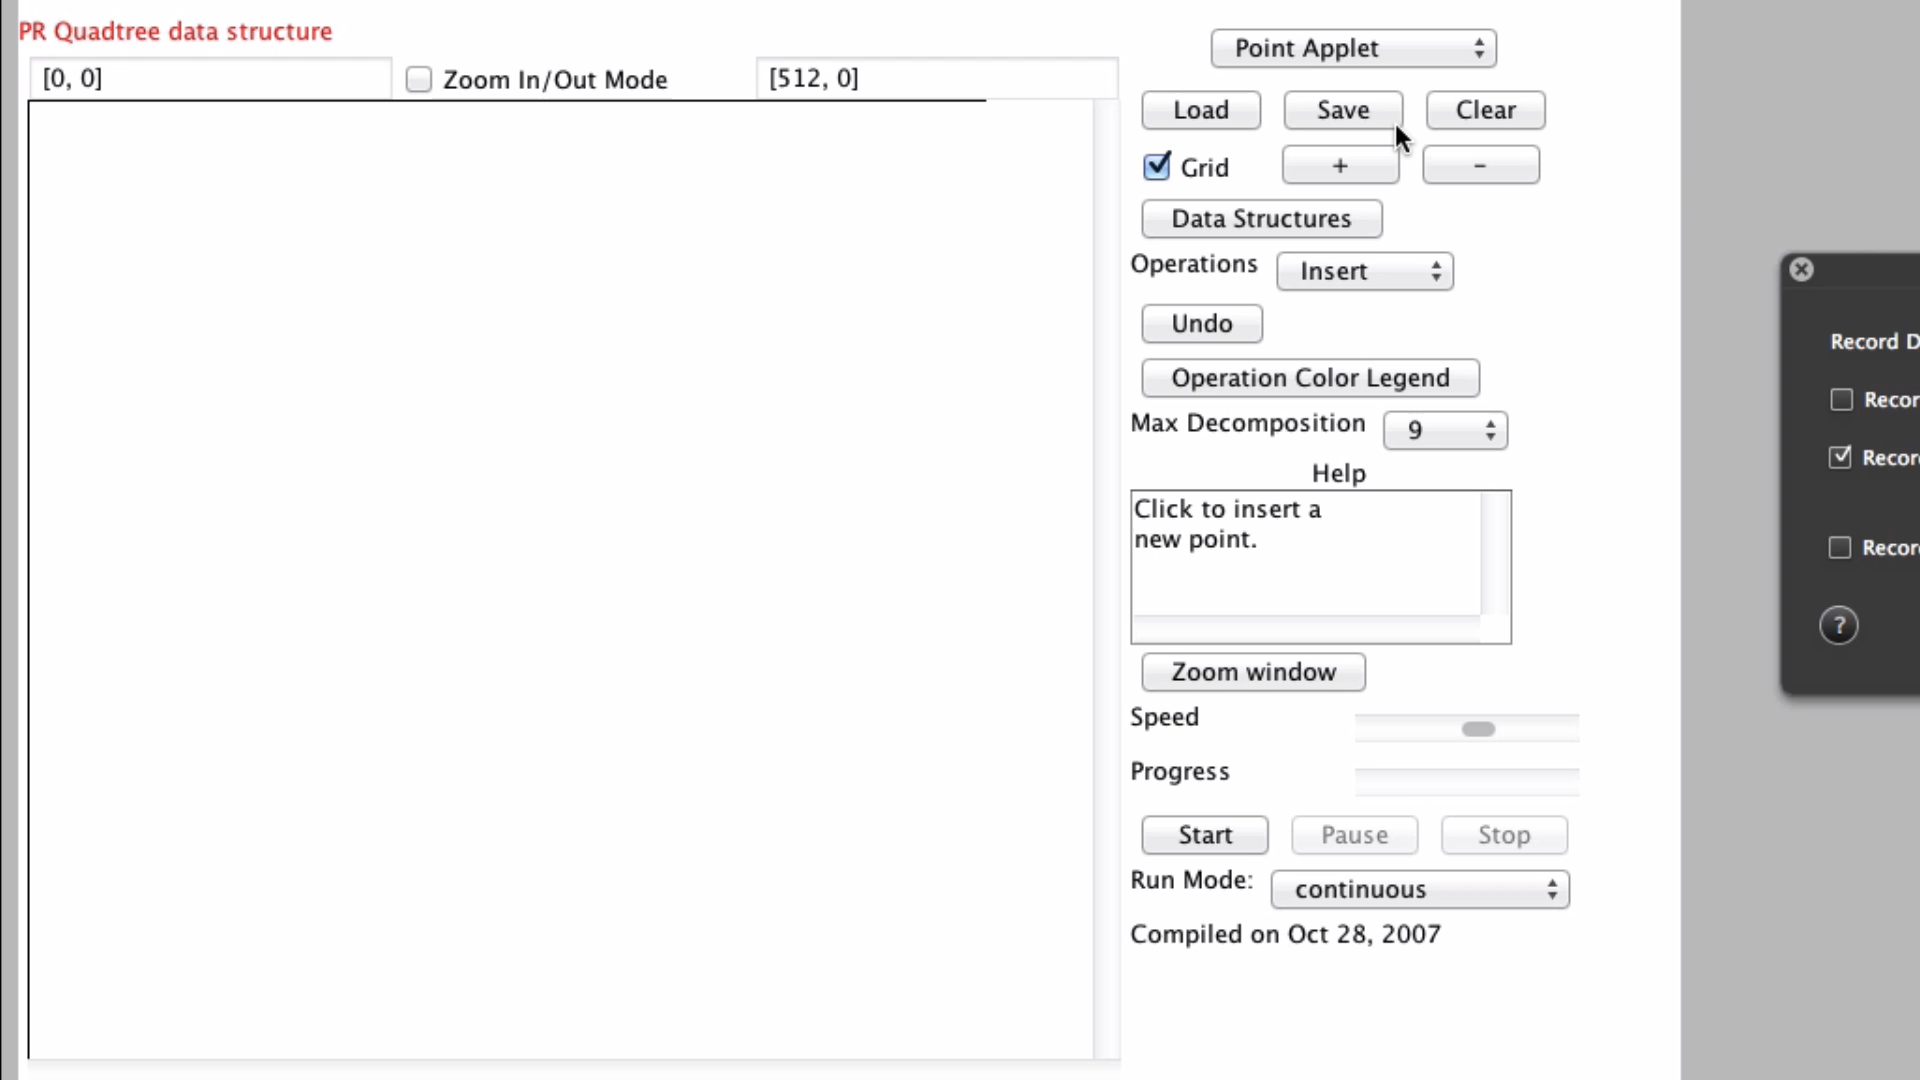 PR Quadtree data structure
[0, 0]
Zoom In/Out Mode
[512, 0]
Point Applet
Load
Save
Clear
Grid
+
-
Data Structures
Operations
Insert
Undo
Operation Color Legend
Max Decomposition
9
Help
Click to insert a
new point.
Zoom window
Speed
Progress
Start
Pause
Stop
Run Mode:
continuous
Compiled on Oct 28, 2007
Record
?